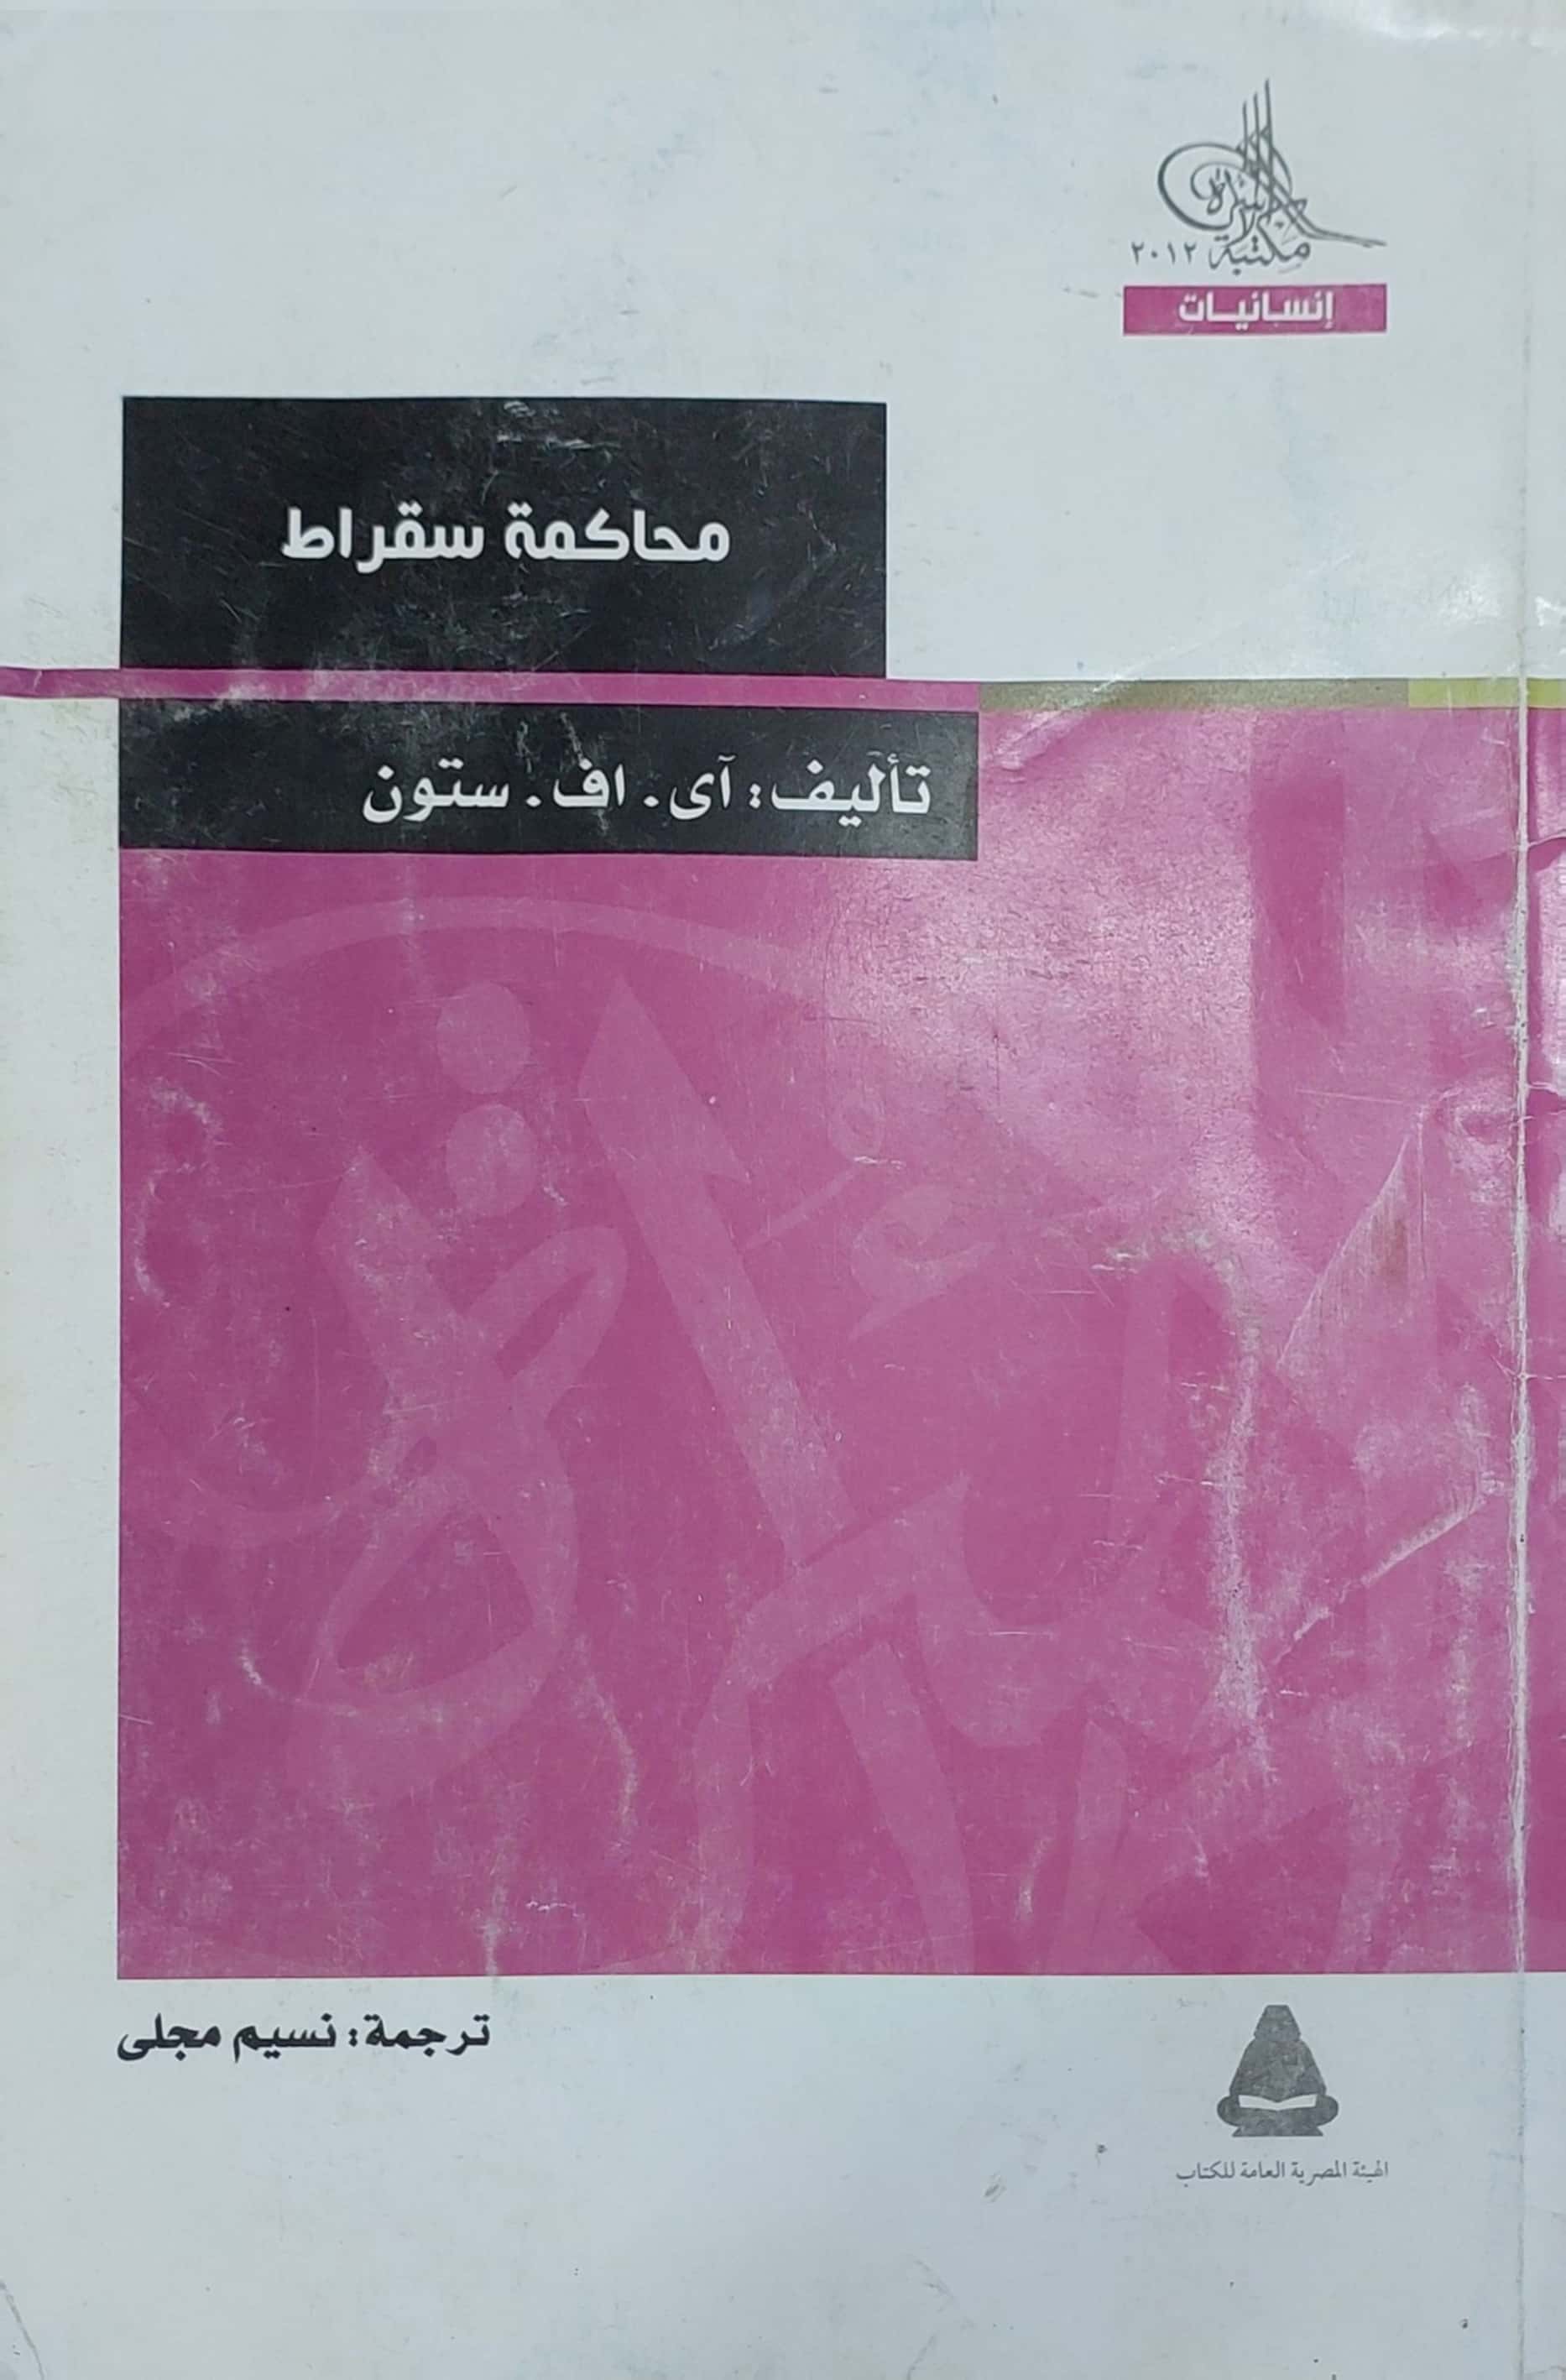 مكتبة الأسرة
٢٠١٢
إنسانيات
محاكمة سقراط
تأليف: آى. اف. ستون
ترجمة: نسيم مجلى
الهيئة المصرية العامة للكتاب